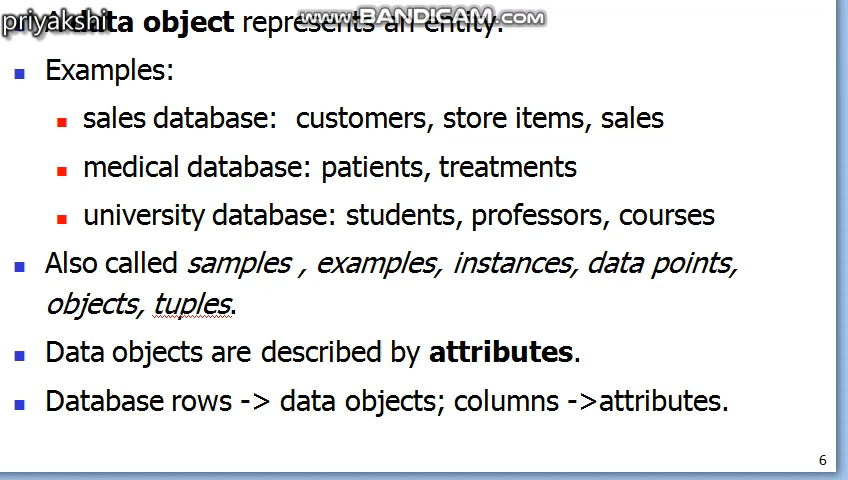 priyakshi
www.BANDICAM.com
A data object represents an entity.
Examples:
sales database: customers, store items, sales
medical database: patients, treatments
university database: students, professors, courses
Also called samples , examples, instances, data points,
objects, tuples.
Data objects are described by attributes.
Database rows -> data objects; columns ->attributes.
6